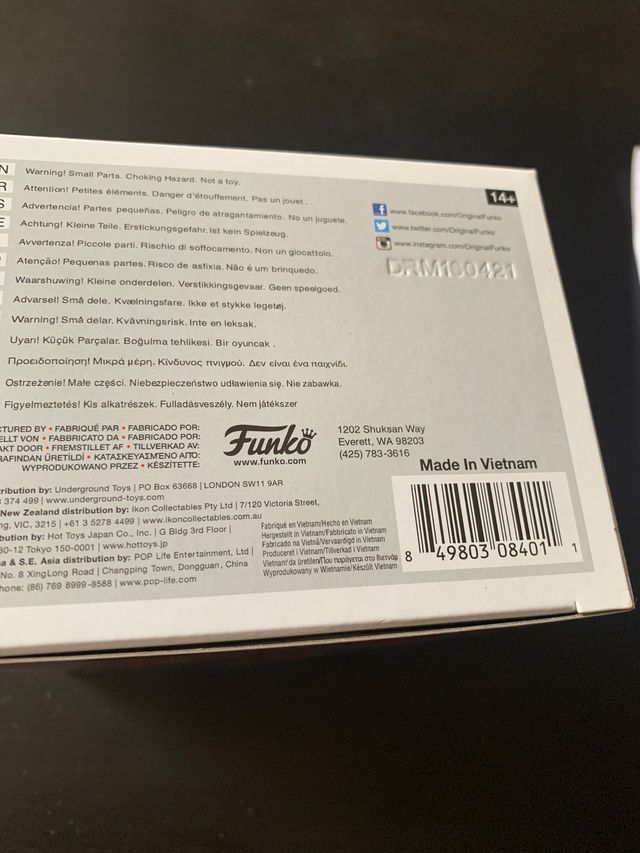 N Warning! Small Parts. Choking Hazard. Not a toy.
R Attention! Petites éléments. Danger d'étouffement. Pas un jouet .
S Advertencia! Partes pequeñas. Peligro de atragantamiento. No un juguete.
E Achtung! Kleine Teile. Erstickungsgefahr. Ist kein Spielzeug.
Avvertenza! Piccole parti. Rischio di soffocamento. Non un giocattolo.
Atenção! Pequenas partes. Risco de asfixia. Não é um brinquedo.
Waarshuwing! Kleine onderdelen. Verstikkingsgevaar. Geen speelgoed.
Advarsel! Små dele. Kvælningsfare. Ikke et stykke legetøj.
Warning! Små delar. Kvävningsrisk. Inte en leksak.
Uyarı! Küçük Parçalar. Boğulma tehlikesi. Bir oyuncak .
Προειδοποίηση! Μικρά μέρη. Κίνδυνος πνιγμού. Δεν είναι ένα παιχνίδι.
Ostrzeżenie! Małe części. Niebezpieczeństwo udławienia się. Nie zabawka.
Figyelmeztetés! Kis alkatrészek. Fulladásveszély. Nem játékszer
14+
www.facebook.com/OriginalFunko
www.twitter.com/OriginalFunko
www.instagram.com/OriginalFunko
DRM160421
CTURED BY • FABRIQUÉ PAR • FABRICADO POR:
ELLT VON • FABBRICATO DA • FABRICADO POR:
AKT DOOR • FREMSTILLET AF • TILLVERKAD AV:
RAFINDAN ÜRETİLDİ • ΚΑΤΑΣΚΕΥΑΣΜΕΝΟ ΑΠΟ:
WYPRODUKOWANO PRZEZ • KÉSZÍTETTE:
Funko
www.funko.com
1202 Shuksan Way
Everett, WA 98203
(425) 783-3616
Made In Vietnam
tribution by: Underground Toys | PO Box 63668 | LONDON SW11 9AR
374 499 | www.underground-toys.com
New Zealand distribution by: Ikon Collectables Pty Ltd | 7/120 Victoria Street,
ng, VIC, 3215 | +61 3 5278 4499 | www.ikoncollectables.com.au
bution by: Hot Toys Japan Co., Inc. | G Bldg 3rd Floor |
30-12 Tokyo 150-0001 | www.hottoys.jp
a & S.E. Asia distribution by: POP Life Entertainment, Ltd |
No. 8 XingLong Road | Changping Town, Dongguan, China
hone: (86) 769 8999-8588 | www.pop-life.com
Fabriqué en Vietnam/Hecho en Vietnam
Hergestellt in Vietnam/Fabbricato in Vietnam
Fabricado na Vietnã/Vervaardigd in Vietnam
Produceret i Vietnam/Tillverkad i Vietnam
Vietnam'da üretilen/Που παράγεται στο Βιετνάμ
Wyprodukowany w Wietnamie/Készült Vietnam
8 49803 08401 1